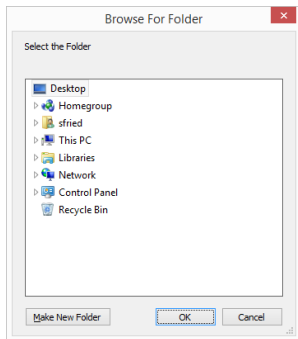 Browse For Folder
Select the Folder
Desktop
Homegroup
sfried
This PC
Libraries
Network
Control Panel
Recycle Bin
Make New Folder
OK
Cancel